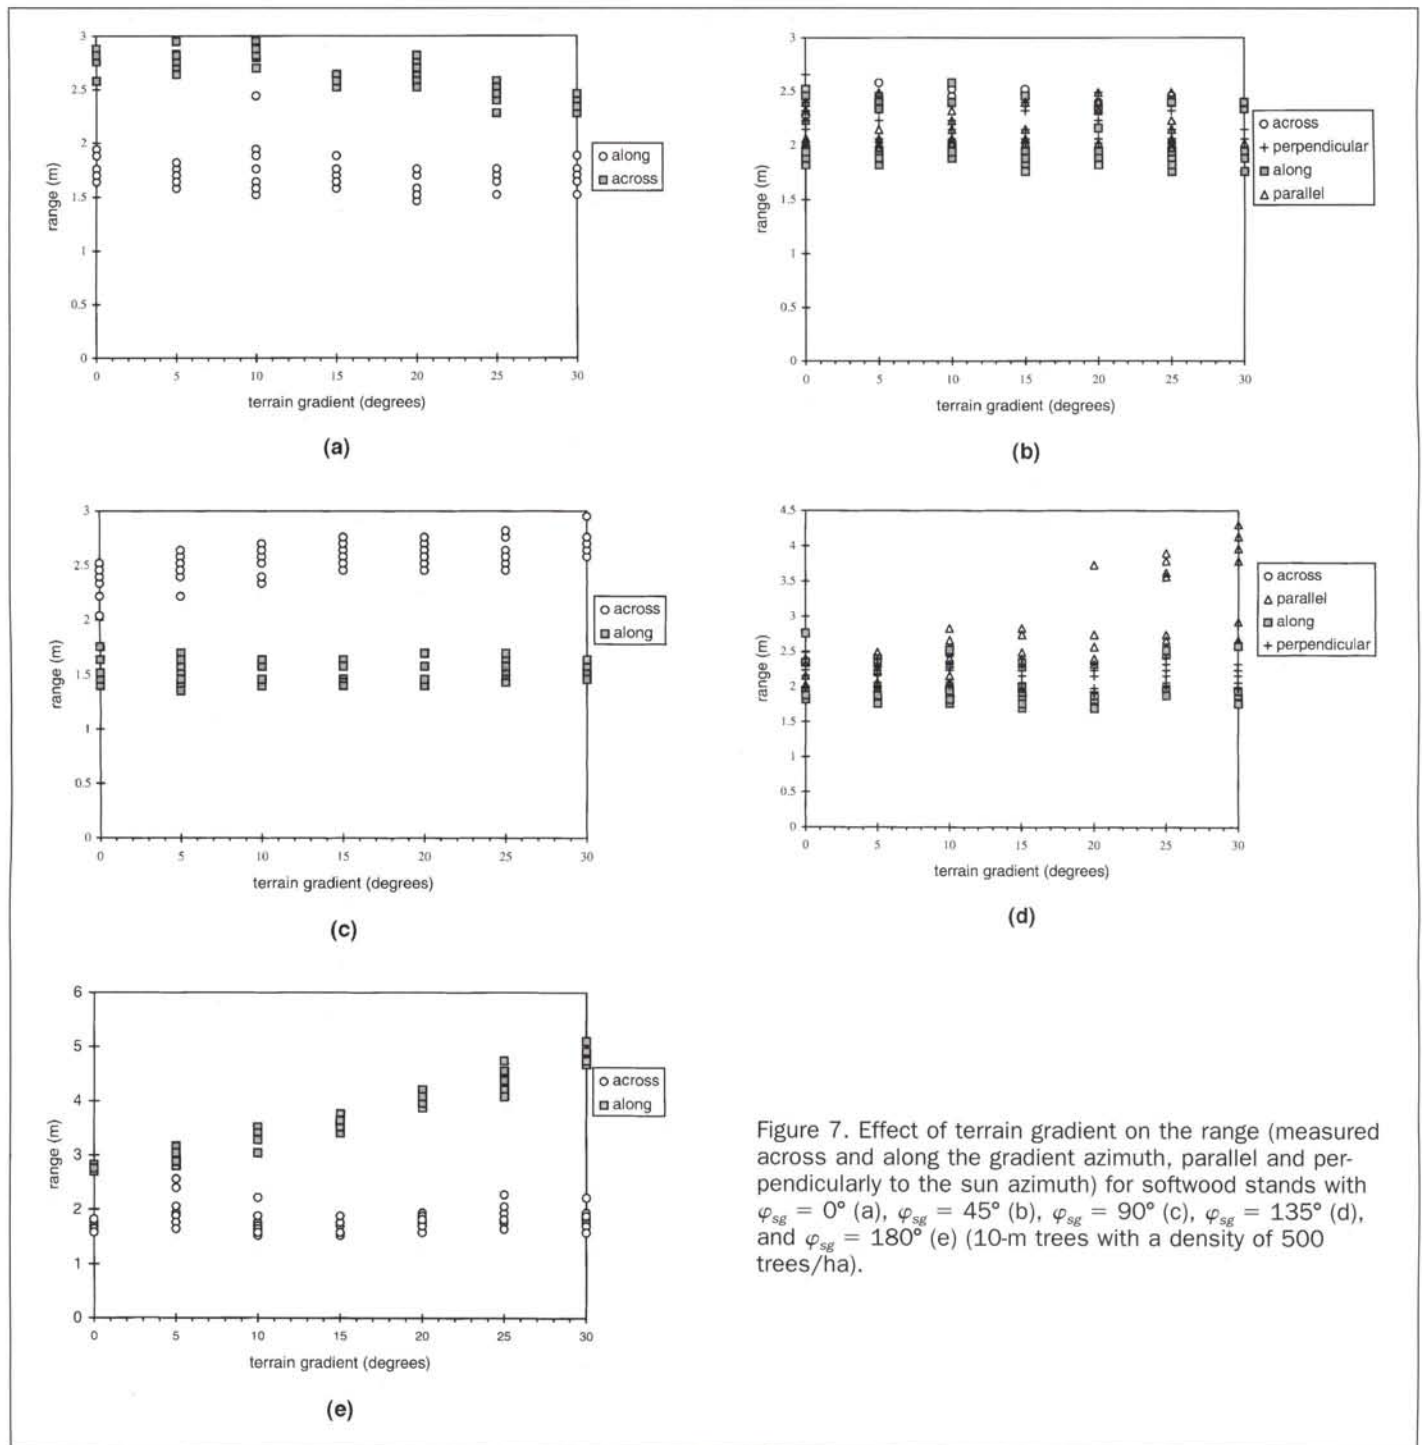 3
2.5
2
1.5
1
0.5
0
range (m)
0 5 10 15 20 25 30
terrain gradient (degrees)
along
across
(a)
3
2.5
2
1.5
1
0.5
0
range (m)
0 5 10 15 20 25 30
terrain gradient (degrees)
across
perpendicular
along
parallel
(b)
3
2.5
2
1.5
1
0.5
0
range (m)
0 5 10 15 20 25 30
terrain gradient (degrees)
across
along
(c)
4.5
4
3.5
3
2.5
2
1.5
1
0.5
0
range (m)
0 5 10 15 20 25 30
terrain gradient (degrees)
across
parallel
along
perpendicular
(d)
6
5
4
3
2
1
0
range (m)
0 5 10 15 20 25 30
terrain gradient (degrees)
across
along
(e)
Figure 7. Effect of terrain gradient on the range (measured
across and along the gradient azimuth, parallel and per-
pendicularly to the sun azimuth) for softwood stands with
φsg = 0° (a), φsg = 45° (b), φsg = 90° (c), φsg = 135° (d),
and φsg = 180° (e) (10-m trees with a density of 500
trees/ha).